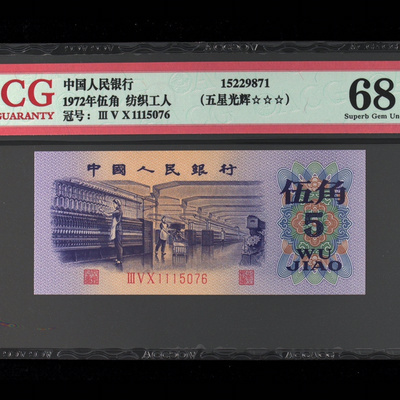 CG
GUARANTY
中国人民银行
1972年伍角 纺织工人
冠号: ⅢⅤⅩ1115076
15229871
(五星光辉☆☆☆)
68
Superb Gem Un
中国人民银行
伍角
5
WU
JIAO
ⅢⅤⅩ1115076